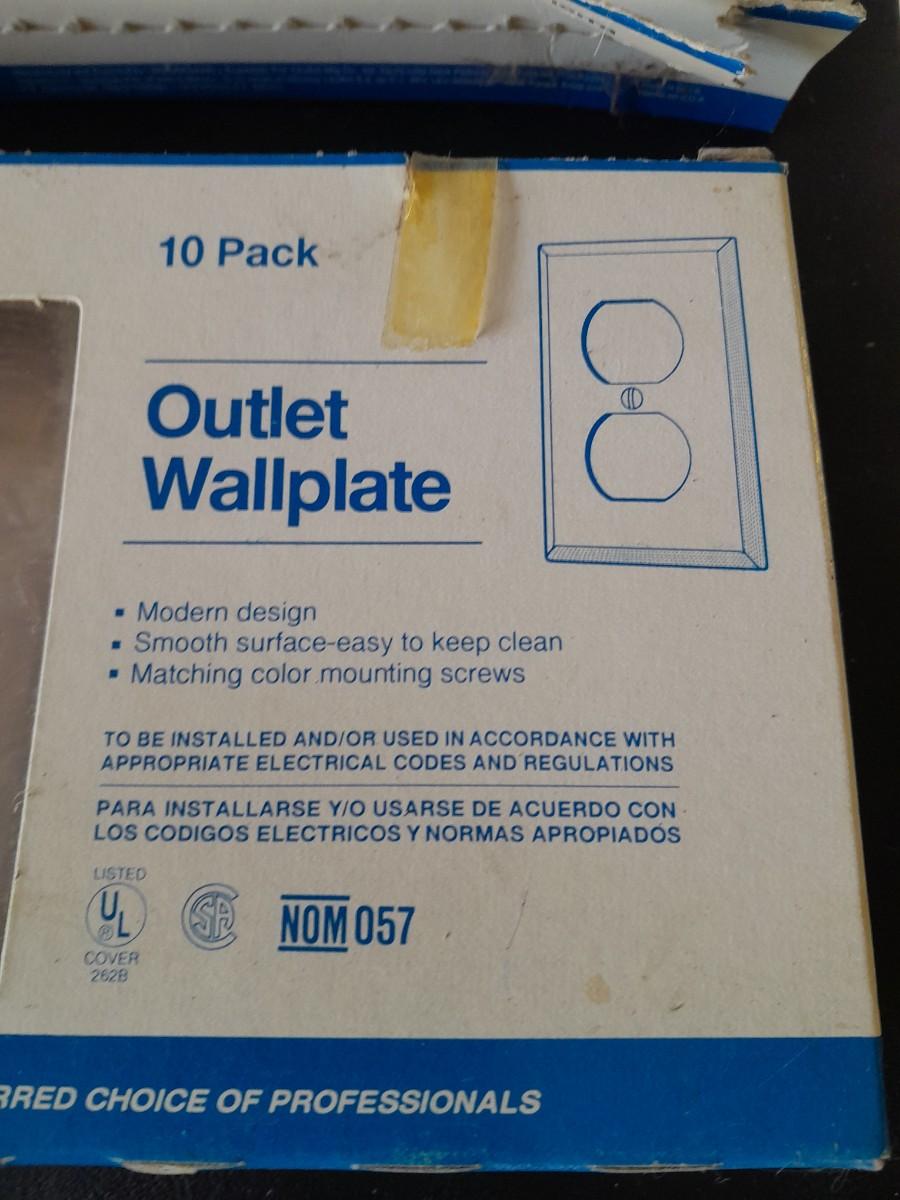 10 Pack
Outlet
Wallplate
▪ Modern design
▪ Smooth surface-easy to keep clean
▪ Matching color mounting screws
TO BE INSTALLED AND/OR USED IN ACCORDANCE WITH
APPROPRIATE ELECTRICAL CODES AND REGULATIONS
PARA INSTALLARSE Y/O USARSE DE ACUERDO CON
LOS CODIGOS ELECTRICOS Y NORMAS APROPIADOS
LISTED
UL
®
COVER
262B
SA
NOM 057
RRED CHOICE OF PROFESSIONALS